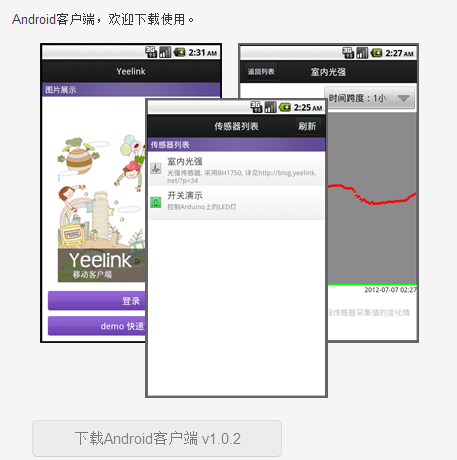 Android客户端，欢迎下载使用。
2:31 AM
Yeelink
图片展示
MUSIC
Yeelink
移动客户端
登录
demo 快速
2:25 AM
传感器列表
刷新
传感器列表
室内光强
光强传感器, 采用BH1750, 详见http://blog.yeelink.
net/?p=34
开关演示
控制Arduino上的LED灯
2:27 AM
返回列表
室内光强
时间跨度：1小
2012-07-07 02:27
传感器采集值的变化情
下载Android客户端 v1.0.2